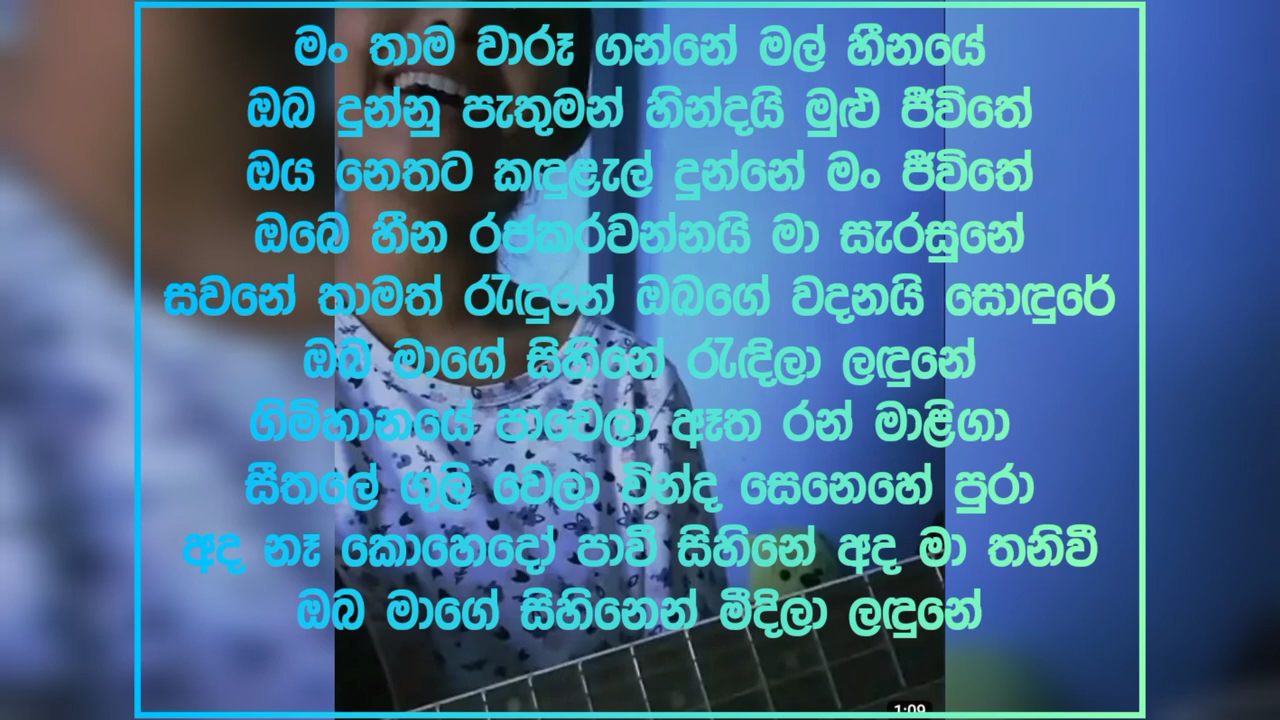 මං තාම වාරූ ගන්නේ මල් හීනයේ
ඔබ දුන්නු පැතුමන් හින්දයි මුළු ජීවිතේ
ඔය නෙතට කඳුළැල් දුන්නේ මං ජීවිතේ
ඔබෙ හීන රජකරවන්නයි මා සැරසුනේ
සවනේ තාමත් රැඳුනේ ඔබගේ වදනයි සොඳුරේ
ඔබ මාගේ සිහිනේ රැඳිලා ලඳුනේ
ගිම්හානයේ පාවෙලා ඈත රන් මාළිගා
සීතලේ ගුලි වෙලා වින්ද සෙනෙහේ පුරා
අද නෑ කොහෙදෝ පාවී සිහිනේ අද මා තනිවී
ඔබ මාගේ සිහිනෙන් මීදිලා ලඳුනේ
1:09